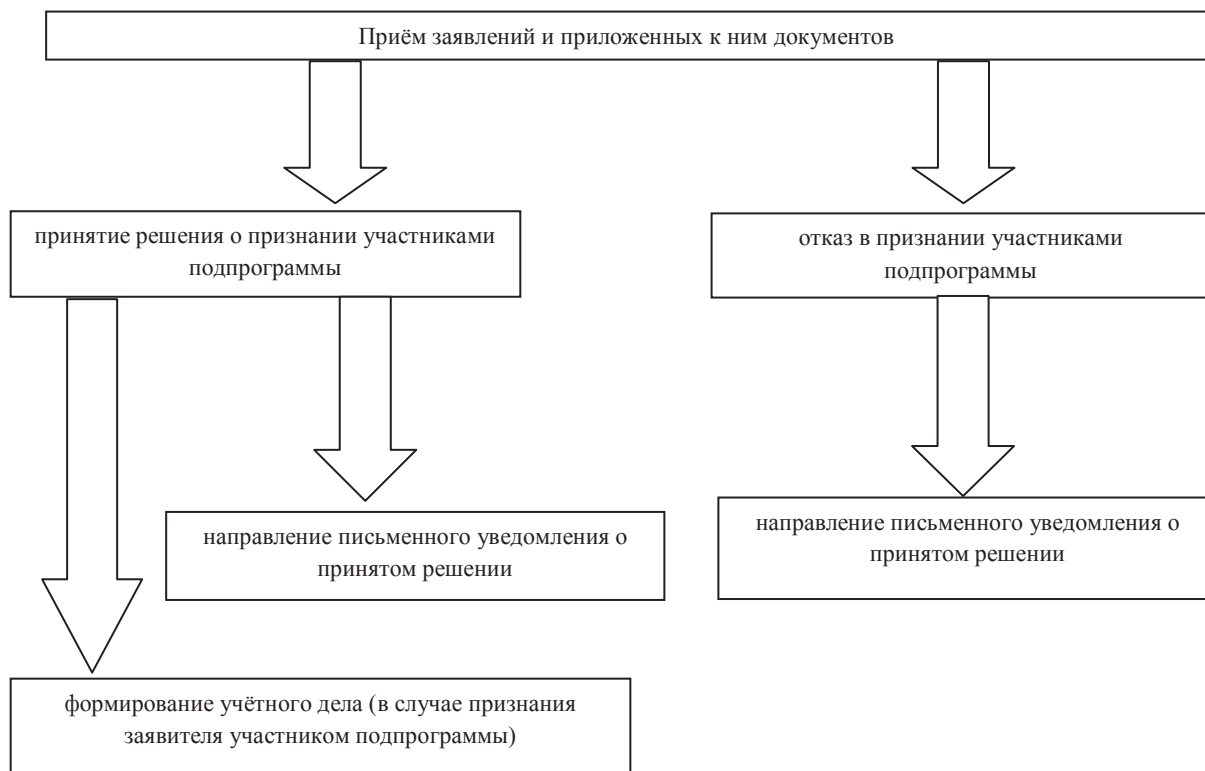 Приём заявлений и приложенных к ним документов
принятие решения о признании участниками
подпрограммы
отказ в признании участниками
подпрограммы
направление письменного уведомления о
принятом решении
направление письменного уведомления о
принятом решении
формирование учётного дела (в случае признания
заявителя участником подпрограммы)